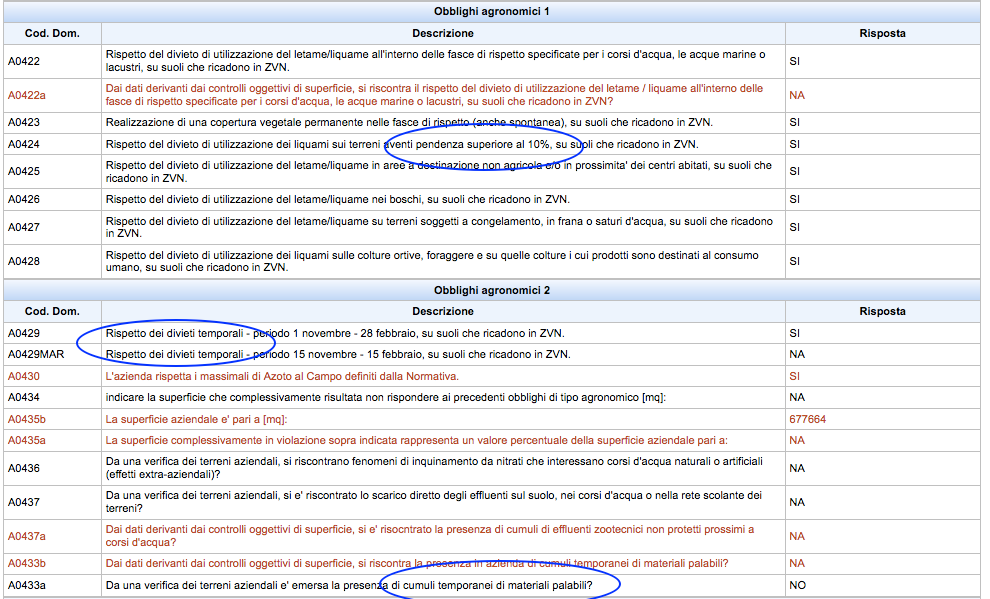 Obblighi agronomici 1
Cod. Dom. Descrizione Risposta
A0422 Rispetto del divieto di utilizzazione del letame/liquame all'interno delle fasce di rispetto specificate per i corsi d'acqua, le acque marine o SI
lacustri, su suoli che ricadono in ZVN.
A0422a Dai dati derivanti dai controlli oggettivi di superficie, si riscontra il rispetto del divieto di utilizzazione del letame / liquame all'interno delle NA
fasce di rispetto specificate per i corsi d'acqua, le acque marine o lacustri, su suoli che ricadono in ZVN?
A0423 Realizzazione di una copertura vegetale permanente nelle fasce di rispetto (anche spontanea), su suoli che ricadono in ZVN. SI
A0424 Rispetto del divieto di utilizzazione dei liquami sui terreni aventi pendenza superiore al 10%, su suoli che ricadono in ZVN. SI
A0425 Rispetto del divieto di utilizzazione del letame/liquame in aree a destinazione non agricola e/o in prossimita' dei centri abitati, su suoli che SI
ricadono in ZVN.
A0426 Rispetto del divieto di utilizzazione del letame/liquame nei boschi, su suoli che ricadono in ZVN. SI
A0427 Rispetto del divieto di utilizzazione del letame/liquame su terreni soggetti a congelamento, in frana o saturi d'acqua, su suoli che ricadono SI
in ZVN.
A0428 Rispetto del divieto di utilizzazione dei liquami sulle colture ortive, foraggere e su quelle colture i cui prodotti sono destinati al consumo SI
umano, su suoli che ricadono in ZVN.
Obblighi agronomici 2
Cod. Dom. Descrizione Risposta
A0429 Rispetto dei divieti temporali - periodo 1 novembre - 28 febbraio, su suoli che ricadono in ZVN. SI
A0429MAR Rispetto dei divieti temporali - periodo 15 novembre - 15 febbraio, su suoli che ricadono in ZVN. NA
A0430 L'azienda rispetta i massimali di Azoto al Campo definiti dalla Normativa. SI
A0434 indicare la superficie che complessivamente risultata non rispondere ai precedenti obblighi di tipo agronomico [mq]: NA
A0435b La superficie aziendale e' pari a [mq]: 677664
A0435a La superficie complessivamente in violazione sopra indicata rappresenta un valore percentuale della superficie aziendale pari a: NA
A0436 Da una verifica dei terreni aziendali, si riscontrano fenomeni di inquinamento da nitrati che interessano corsi d'acqua naturali o artificiali NA
(effetti extra-aziendali)?
A0437 Da una verifica dei terreni aziendali, si e' riscontrato lo scarico diretto degli effluenti sul suolo, nei corsi d'acqua o nella rete scolante dei NA
terreni?
A0437a Dai dati derivanti dai controlli oggettivi di superficie, si e' risocntrato la presenza di cumuli di effluenti zootecnici non protetti prossimi a NA
corsi d'acqua?
A0433b Dai dati derivanti dai controlli oggettivi di superficie, si riscontra la presenza in azienda di cumuli temporanei di materiali palabili? NA
A0433a Da una verifica dei terreni aziendali e' emersa la presenza di cumuli temporanei di materiali palabili? NO